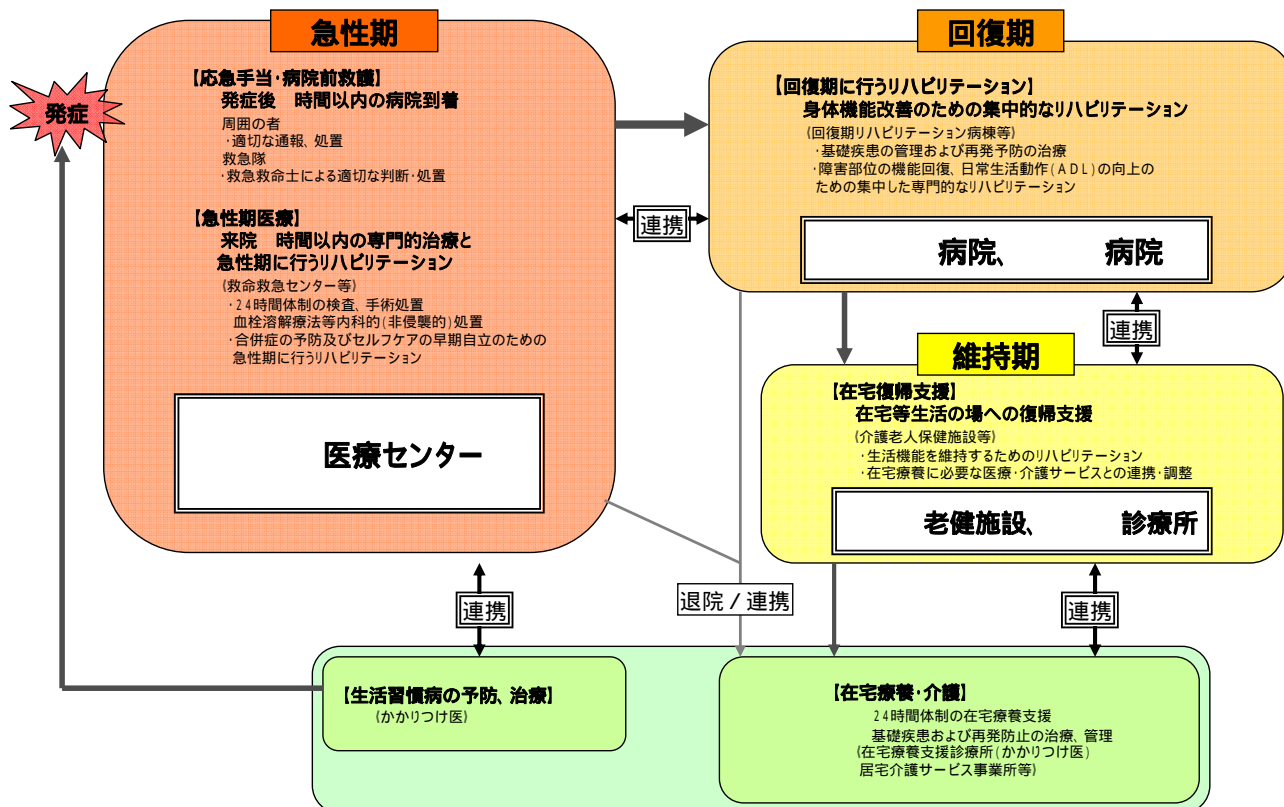 発症
急性期
【応急手当･病院前救護】
発症後　時間以内の病院到着
周囲の者
･適切な通報、処置
救急隊
･救急救命士による適切な判断･処置
【急性期医療】
来院　時間以内の専門的治療と
急性期に行うリハビリテーション
(救命救急センター等)
･24時間体制の検査、手術処置
血栓溶解療法等内科的(非侵襲的)処置
･合併症の予防及びセルフケアの早期自立のための
急性期に行うリハビリテーション
医療センター
連携
回復期
【回復期に行うリハビリテーション】
身体機能改善のための集中的なリハビリテーション
(回復期リハビリテーション病棟等)
･基礎疾患の管理および再発予防の治療
･障害部位の機能回復、日常生活動作(ADL)の向上の
ための集中した専門的なリハビリテーション
病院、　　　病院
連携
維持期
【在宅復帰支援】
在宅等生活の場への復帰支援
(介護老人保健施設等)
･生活機能を維持するためのリハビリテーション
･在宅療養に必要な医療･介護サービスとの連携･調整
老健施設、　　　診療所
連携
退院／連携
連携
【生活習慣病の予防、治療】
(かかりつけ医)
【在宅療養･介護】
24時間体制の在宅療養支援
基礎疾患および再発防止の治療、管理
(在宅療養支援診療所(かかりつけ医)
居宅介護サービス事業所等)